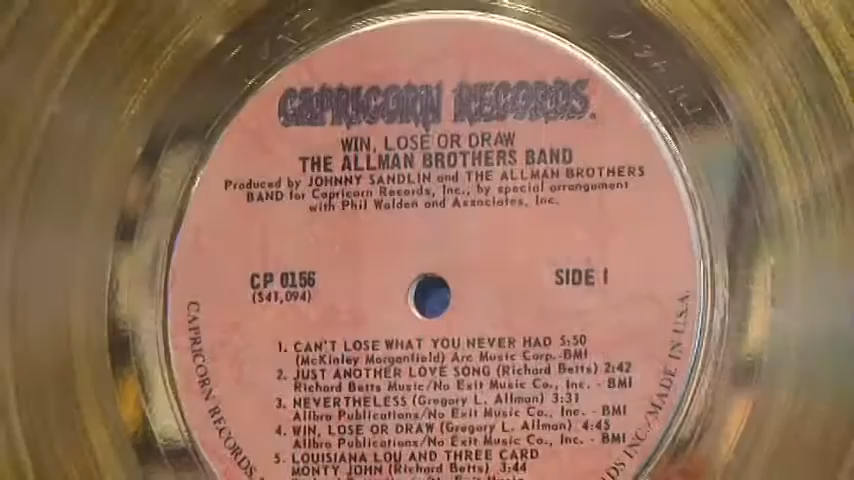 CAPRICORN RECORDS.
WIN, LOSE OR DRAW
THE ALLMAN BROTHERS BAND
Produced by JOHNNY SANDLIN and THE ALLMAN BROTHERS
BAND for Capricorn Records, Inc., by special arrangement
with Phil Walden and Associates, Inc.
CP 0156
(S41,094)
SIDE 1
1. CAN'T LOSE WHAT YOU NEVER HAD 5:50
(McKinley Morganfield) Arc Music Corp.-BMI
2. JUST ANOTHER LOVE SONG (Richard Betts) 2:42
Richard Betts Music/No Exit Music Co., Inc. - BMI
3. NEVERTHELESS (Gregory L. Allman) 3:31
Allbro Publications/No Exit Music Co., Inc. - BMI
4. WIN, LOSE OR DRAW (Gregory L. Allman) 4:45
Allbro Publications/No Exit Music Co., Inc. - BMI
5. LOUISIANA LOU AND THREE CARD
MONTY JOHN (Richard Betts) 3:44
CAPRICORN RECORDS
INC. MADE IN U.S.A.